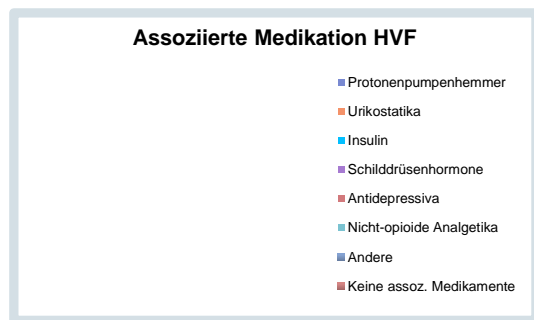 Assoziierte Medikation HVF
Protonenpumpenhemmer
Urikostatika
Insulin
Schilddrüsenhormone
Antidepressiva
Nicht-opioide Analgetika
Andere
Keine assoz. Medikamente